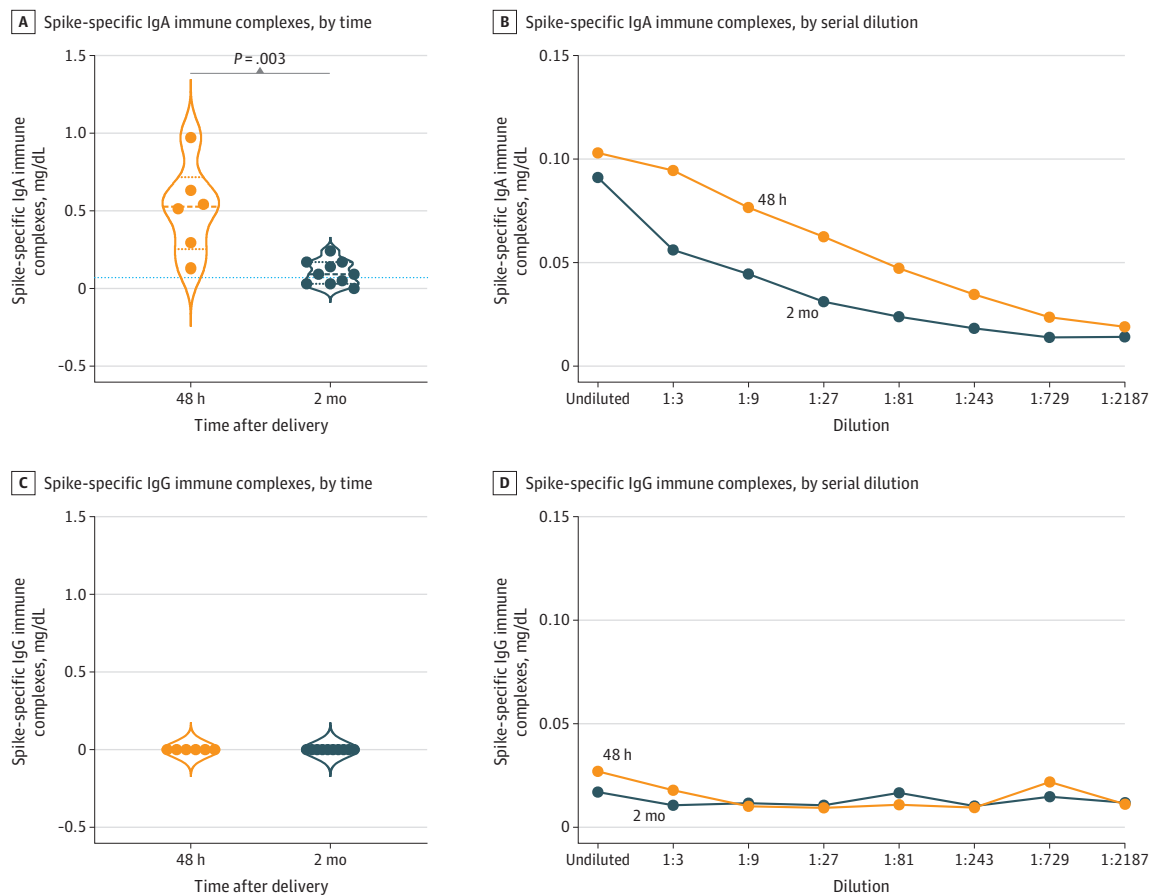 A Spike-specific IgA immune complexes, by time
Spike-specific IgA immune
complexes, mg/dL
1.5
1.0
0.5
0
-0.5
P = .003
48 h
2 mo
Time after delivery
B Spike-specific IgA immune complexes, by serial dilution
Spike-specific IgA immune
complexes, mg/dL
0.15
0.10
0.05
0
48 h
2 mo
Undiluted 1:3 1:9 1:27 1:81 1:243 1:729 1:2187
Dilution
C Spike-specific IgG immune complexes, by time
Spike-specific IgG immune
complexes, mg/dL
1.5
1.0
0.5
0
-0.5
48 h
2 mo
Time after delivery
D Spike-specific IgG immune complexes, by serial dilution
Spike-specific IgG immune
complexes, mg/dL
0.15
0.10
0.05
0
48 h
2 mo
Undiluted 1:3 1:9 1:27 1:81 1:243 1:729 1:2187
Dilution